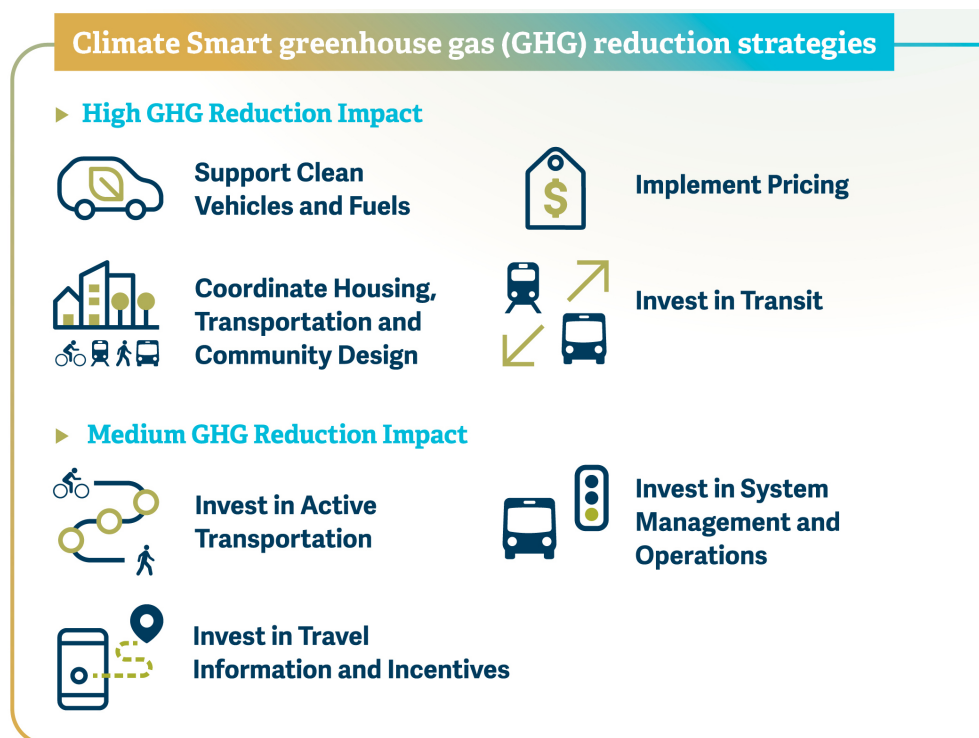 Climate Smart greenhouse gas (GHG) reduction strategies
High GHG Reduction Impact
Support Clean
Vehicles and Fuels
$
Implement Pricing
Coordinate Housing,
Transportation and
Community Design
Invest in Transit
Medium GHG Reduction Impact
Invest in Active
Transportation
Invest in System
Management and
Operations
Invest in Travel
Information and Incentives